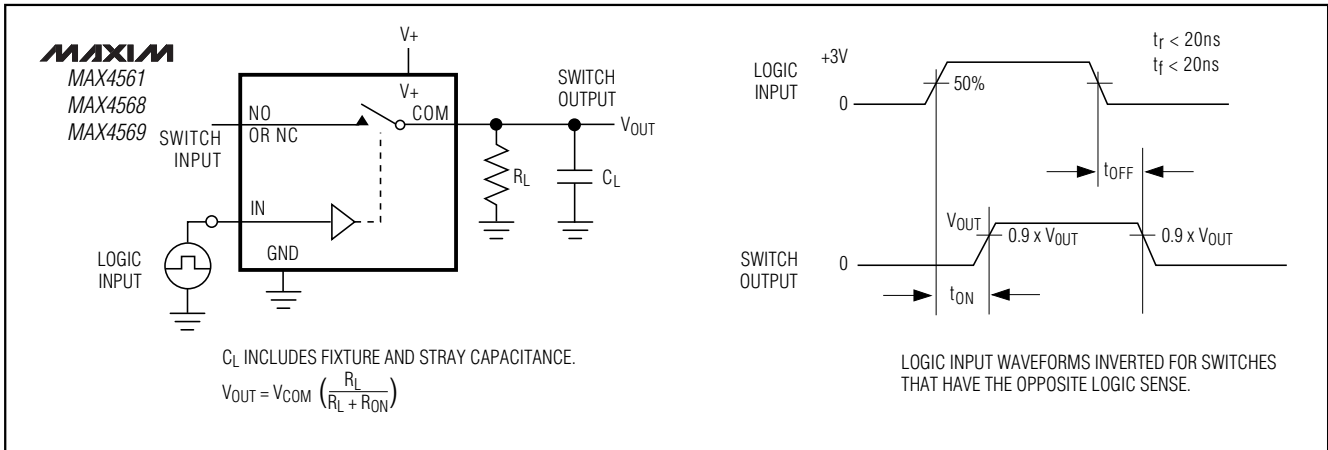 MAXIM
MAX4561
MAX4568
MAX4569
V+
V+
NO
OR NC
COM
SWITCH
INPUT
SWITCH
OUTPUT
VOUT
RL
CL
IN
GND
LOGIC
INPUT
CL INCLUDES FIXTURE AND STRAY CAPACITANCE.
VOUT = VCOM (RL / RL + RON)
LOGIC
INPUT
+3V
0
50%
tr < 20ns
tf < 20ns
tOFF
SWITCH
OUTPUT
VOUT
0
0.9 x VOUT
0.9 x VOUT
tON
LOGIC INPUT WAVEFORMS INVERTED FOR SWITCHES
THAT HAVE THE OPPOSITE LOGIC SENSE.